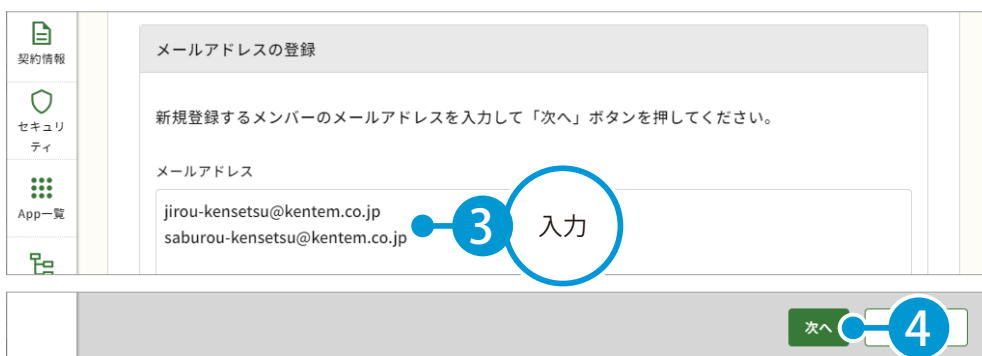 契約情報
セキュリ
ティ
App一覧
メールアドレスの登録
新規登録するメンバーのメールアドレスを入力して「次へ」ボタンを押してください。
メールアドレス
jirou-kensetsu@kentem.co.jp
saburou-kensetsu@kentem.co.jp
3
入力
次へ
4